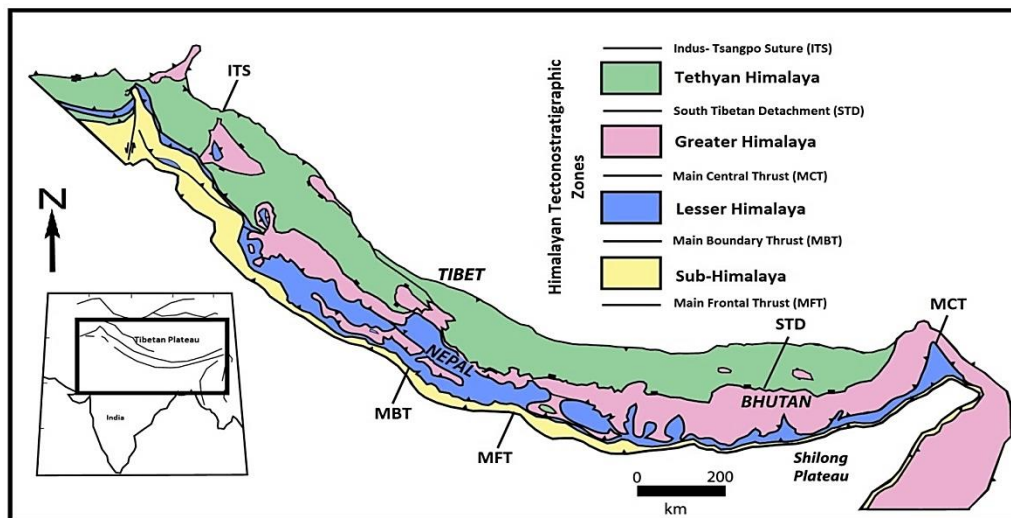 Indus- Tsangpo Suture (ITS)
Tethyan Himalaya
South Tibetan Detachment (STD)
Greater Himalaya
Main Central Thrust (MCT)
Lesser Himalaya
Main Boundary Thrust (MBT)
Sub-Himalaya
Main Frontal Thrust (MFT)
Himalayan Tectonostratigraphic
Zones
ITS
N
TIBET
STD
MCT
NEPAL
BHUTAN
MBT
MFT
Shilong
Plateau
0 200
km
Tibetan Plateau
India